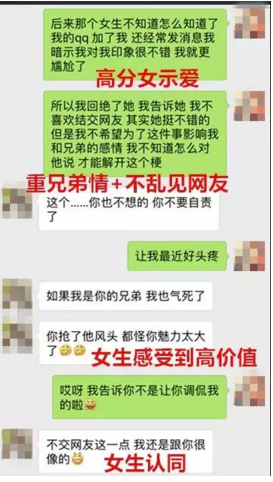 后来那个女生不知道怎么知道了
我的qq 加了我 还经常发消息我
暗示我对我印象很不错 我就更
尴尬了
高分女示爱
所以我回绝了她 我告诉她 我不
喜欢结交网友 其实她挺不错的
但是我不希望为了这件事影响我
和兄弟的感情 我不知道怎么对
他说 才能解开这个梗
重兄弟情+不乱见网友
这个......你也不想的 你不要自责
了
让我最近好头疼
如果我是你的兄弟 我也气死了
你抢了他风头 都怪你魅力太大
了
女生感受到高价值
哎呀 我告诉你不是让你调侃我
的啦
不交网友这一点 我还是跟你很
像的
女生认同